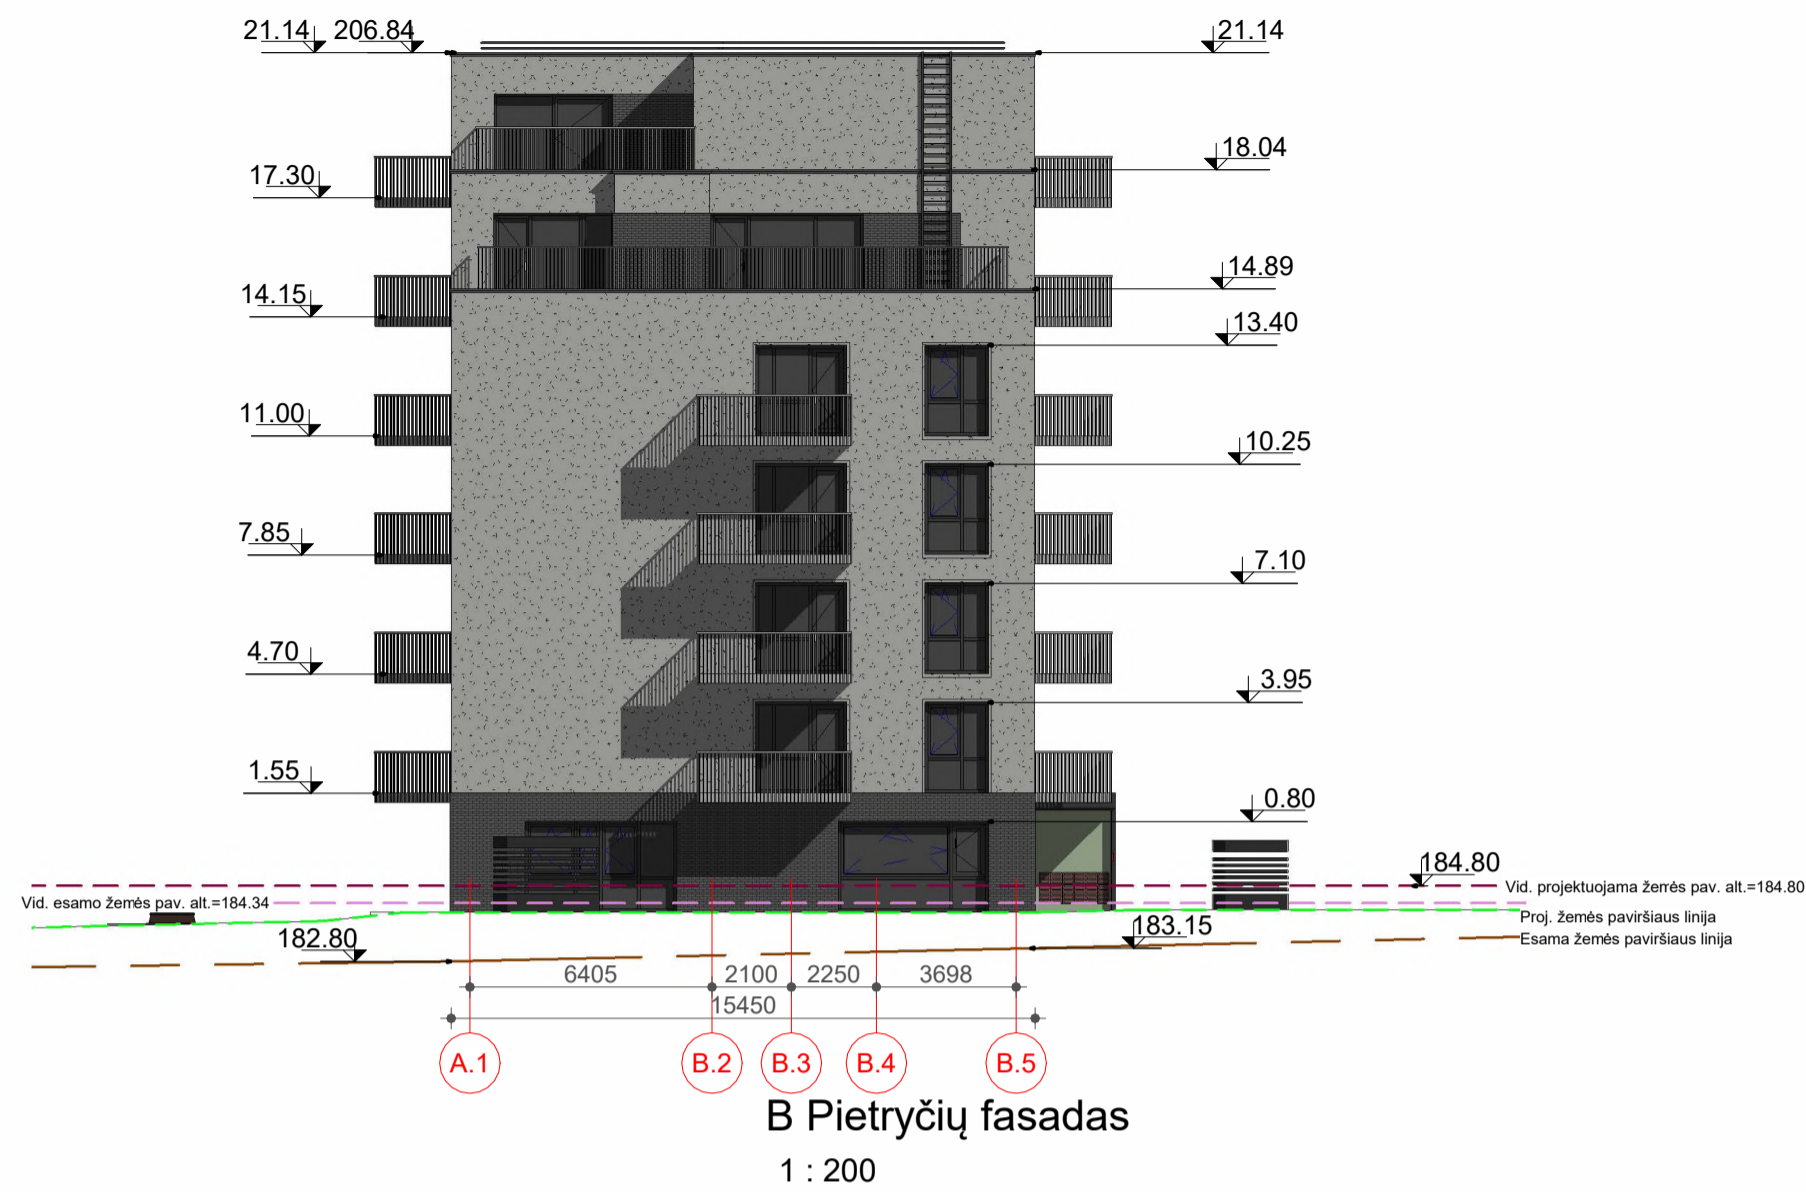 21.14 206.84 21.14
18.04
17.30
14.89
14.15
13.40
11.00
10.25
7.85
7.10
4.70
3.95
1.55
0.80
184.80
Vid. projektuojama žemės pav. alt.=184.80
Vid. esamo žemės pav. alt.=184.34
Proj. žemės paviršiaus linija
182.80 183.15
Esama žemės paviršiaus linija
6405 2100 2250 3698
15450
A.1 B.2 B.3 B.4 B.5
B Pietryčių fasadas
1 : 200